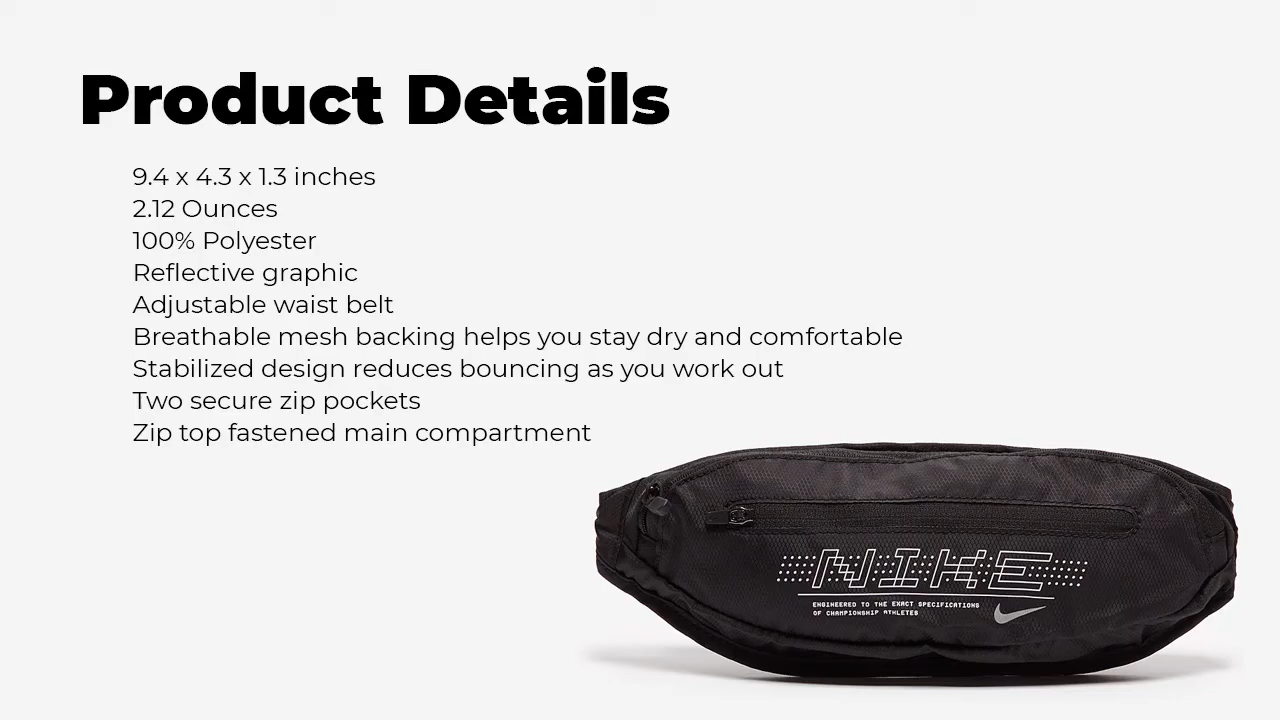 Product Details
9.4 x 4.3 x 1.3 inches
2.12 Ounces
100% Polyester
Reflective graphic
Adjustable waist belt
Breathable mesh backing helps you stay dry and comfortable
Stabilized design reduces bouncing as you work out
Two secure zip pockets
Zip top fastened main compartment
NIKE
ENGINEERED TO THE EXACT SPECIFICATIONS
OF CHAMPIONSHIP ATHLETES